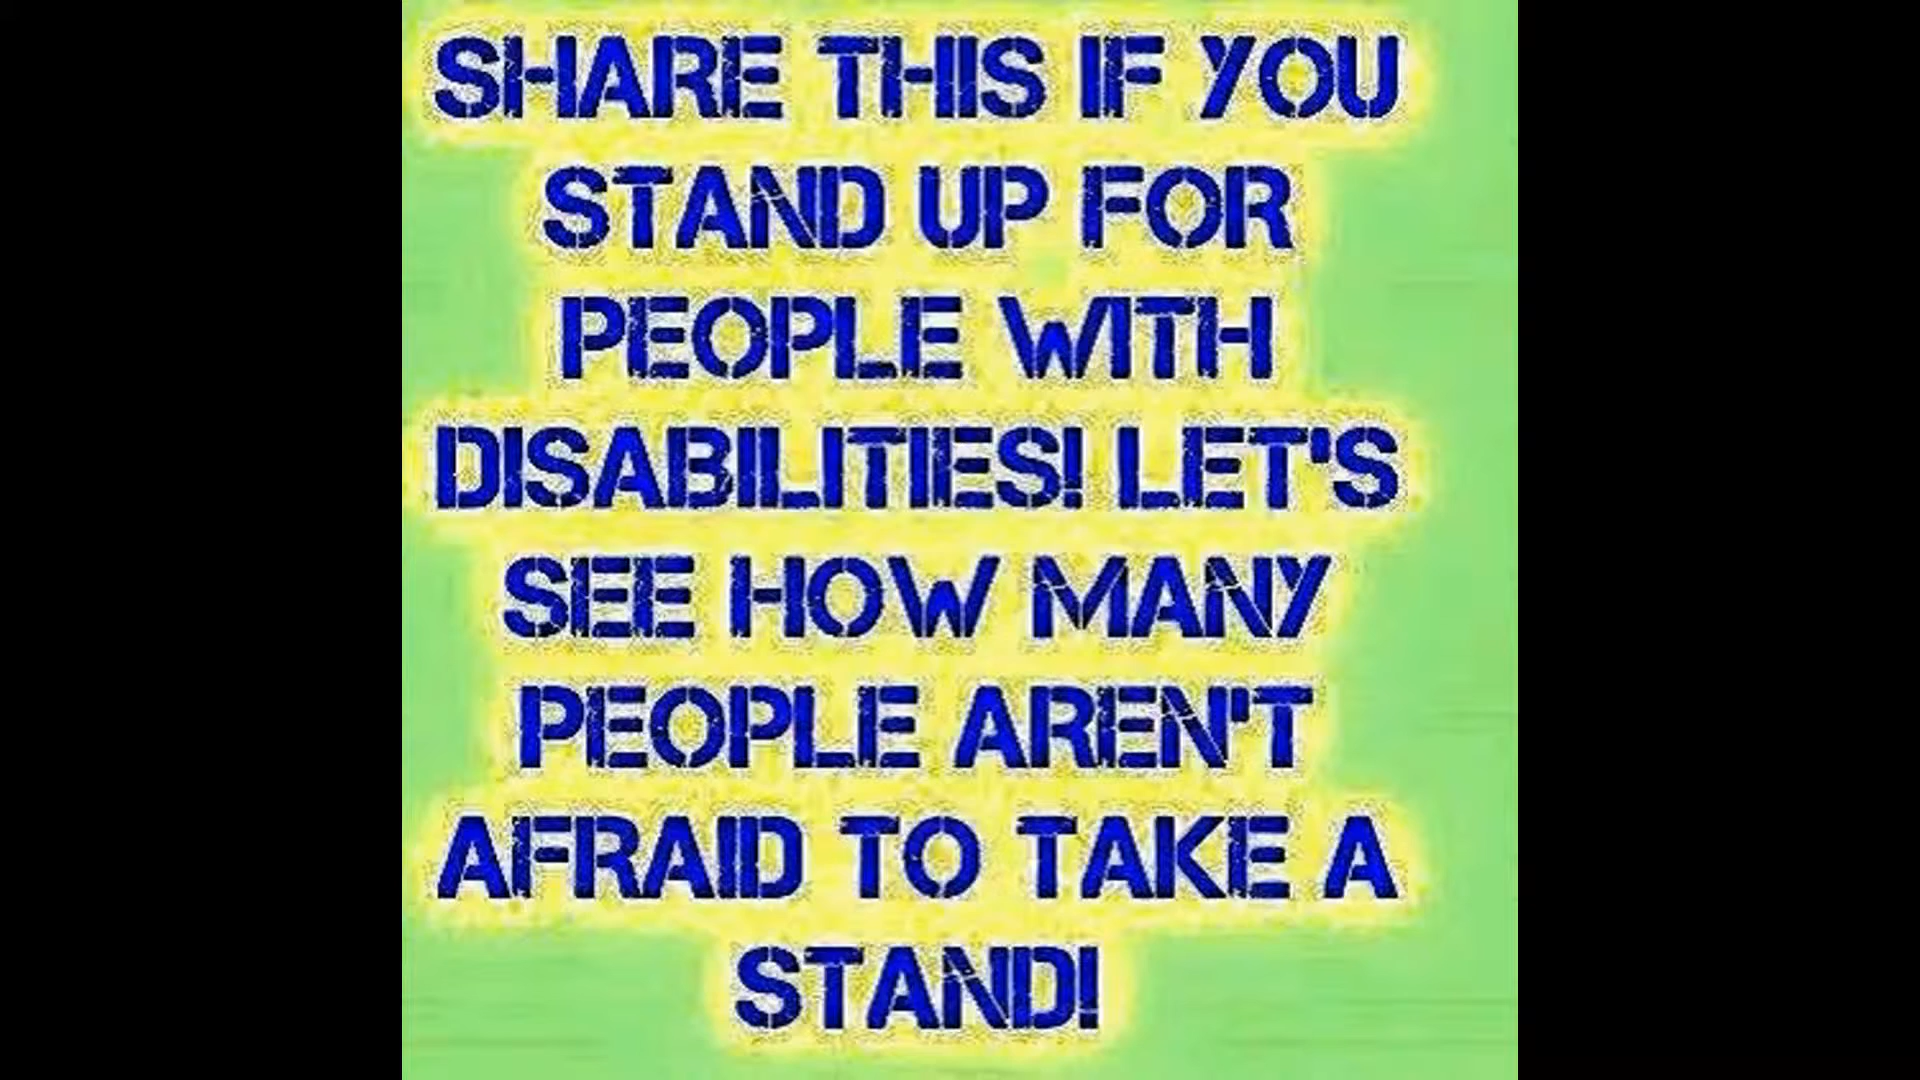 SHARE THIS IF YOU
STAND UP FOR
PEOPLE WITH
DISABILITIES! LET'S
SEE HOW MANY
PEOPLE AREN'T
AFRAID TO TAKE A
STAND!